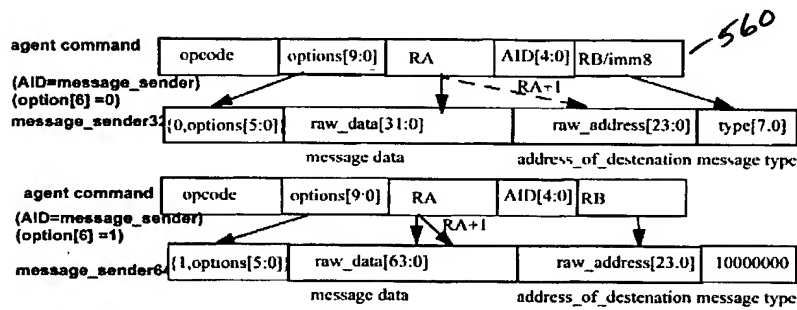 560
agent command opcode options[9:0] RA AID[4:0] RB/imm8
(AID=message_sender)
(option[6] =0)
RA+1
message_sender32 {0,options[5:0]} raw_data[31:0] raw_address[23:0] type[7.0]
message data address_of_destenation message type
agent command opcode options[9:0] RA AID[4:0] RB
(AID=message_sender)
(option[6] =1)
RA+1
message_sender64 {1,options[5:0]} raw_data[63:0] raw_address[23.0] 10000000
message data address_of_destenation message type